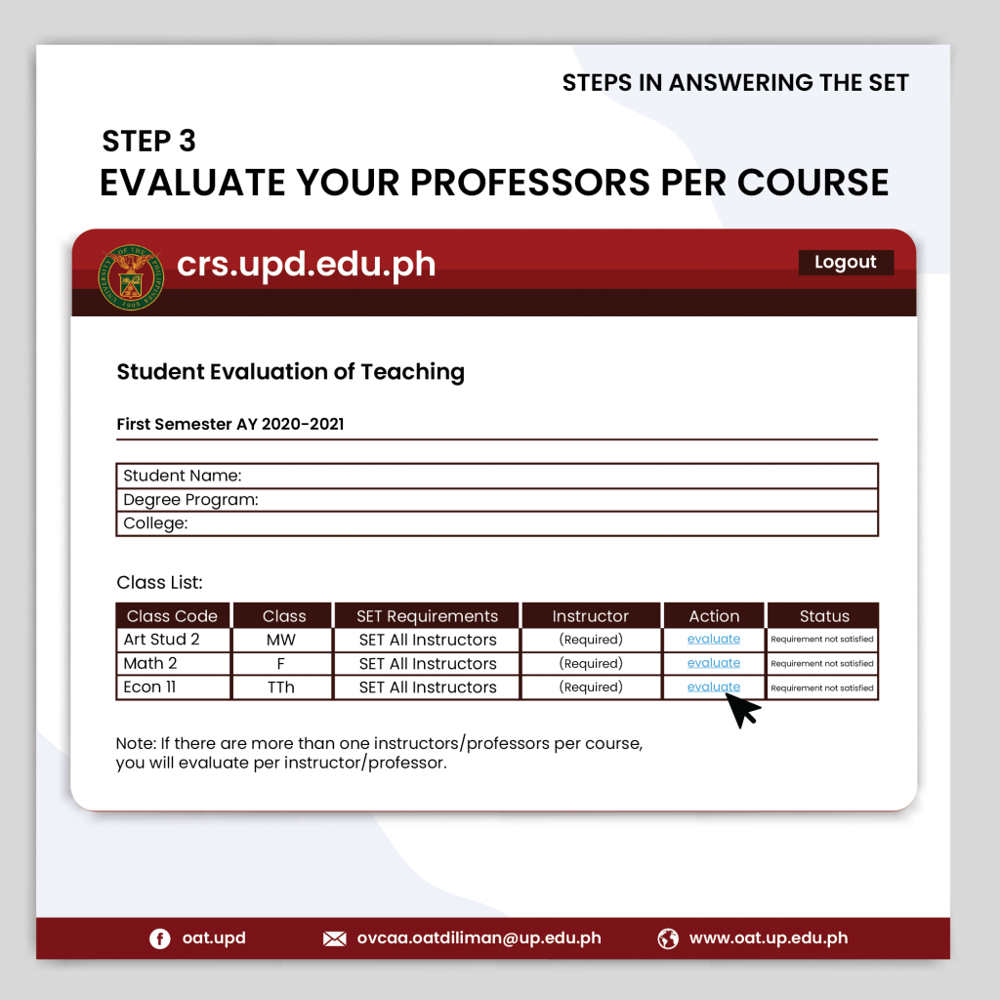 STEPS IN ANSWERING THE SET
STEP 3
EVALUATE YOUR PROFESSORS PER COURSE
UNIVERSITY OF THE PHILIPPINES 1908
crs.upd.edu.ph
Logout
Student Evaluation of Teaching
First Semester AY 2020-2021
Student Name:
Degree Program:
College:
Class List:
Class Code Class SET Requirements Instructor Action Status
Art Stud 2 MW SET All Instructors (Required) evaluate Requirement not satisfied
Math 2 F SET All Instructors (Required) evaluate Requirement not satisfied
Econ 11 TTh SET All Instructors (Required) evaluate Requirement not satisfied
Note: If there are more than one instructors/professors per course,
you will evaluate per instructor/professor.
oat.upd ovcaa.oatdiliman@up.edu.ph www.oat.up.edu.ph